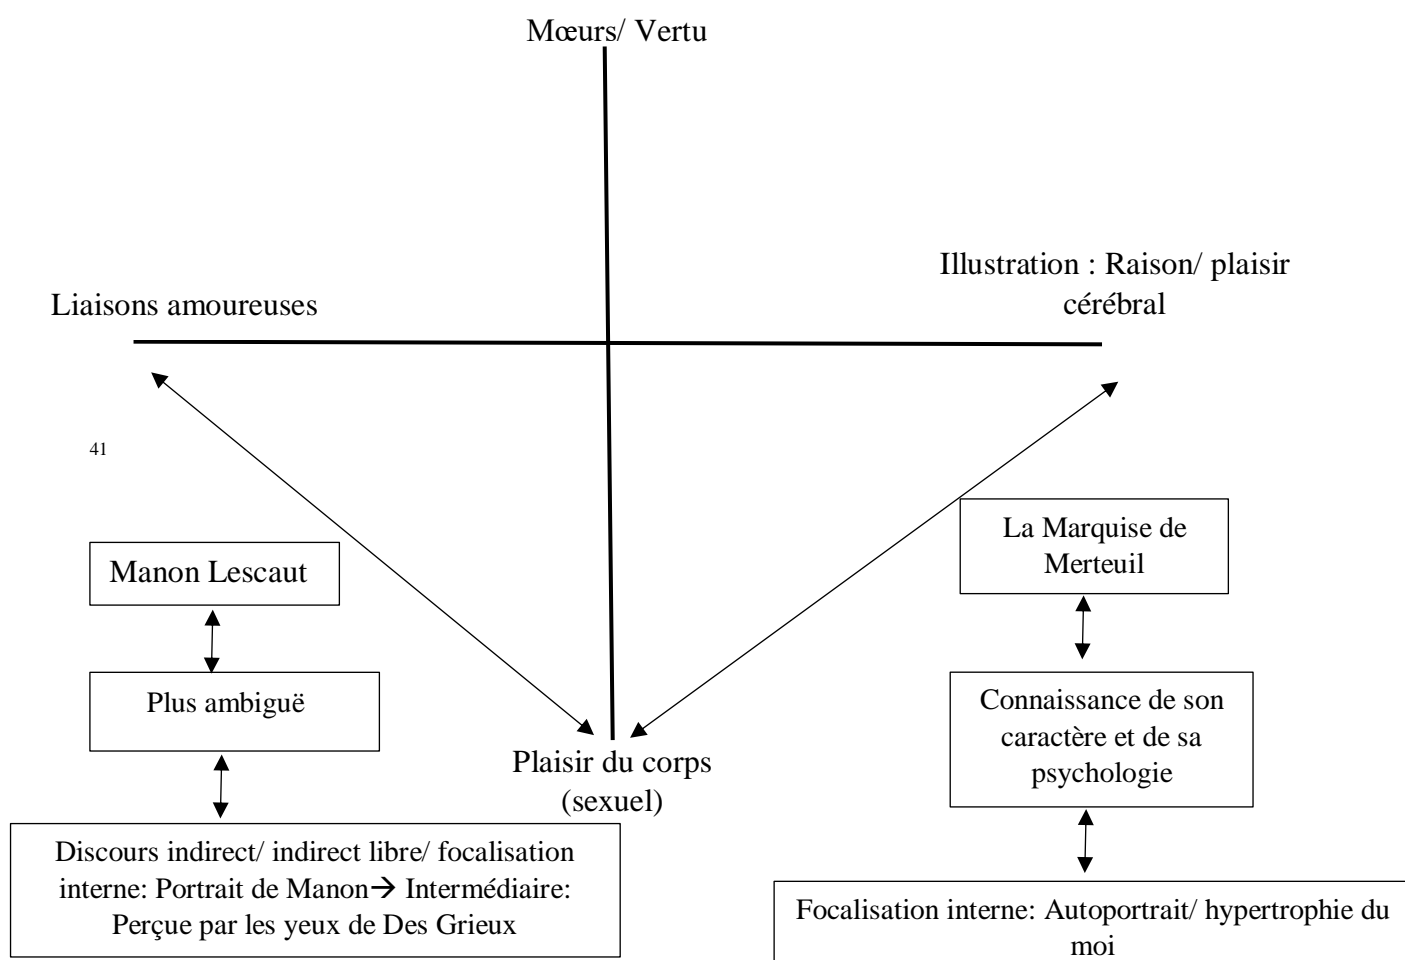 Mœurs/ Vertu
Illustration : Raison/ plaisir
cérébral
Liaisons amoureuses
41
Manon Lescaut
Plus ambiguë
Discours indirect/ indirect libre/ focalisation
interne: Portrait de Manon→ Intermédiaire:
Perçue par les yeux de Des Grieux
Plaisir du corps
(sexuel)
La Marquise de
Merteuil
Connaissance de son
caractère et de sa
psychologie
Focalisation interne: Autoportrait/ hypertrophie du
moi